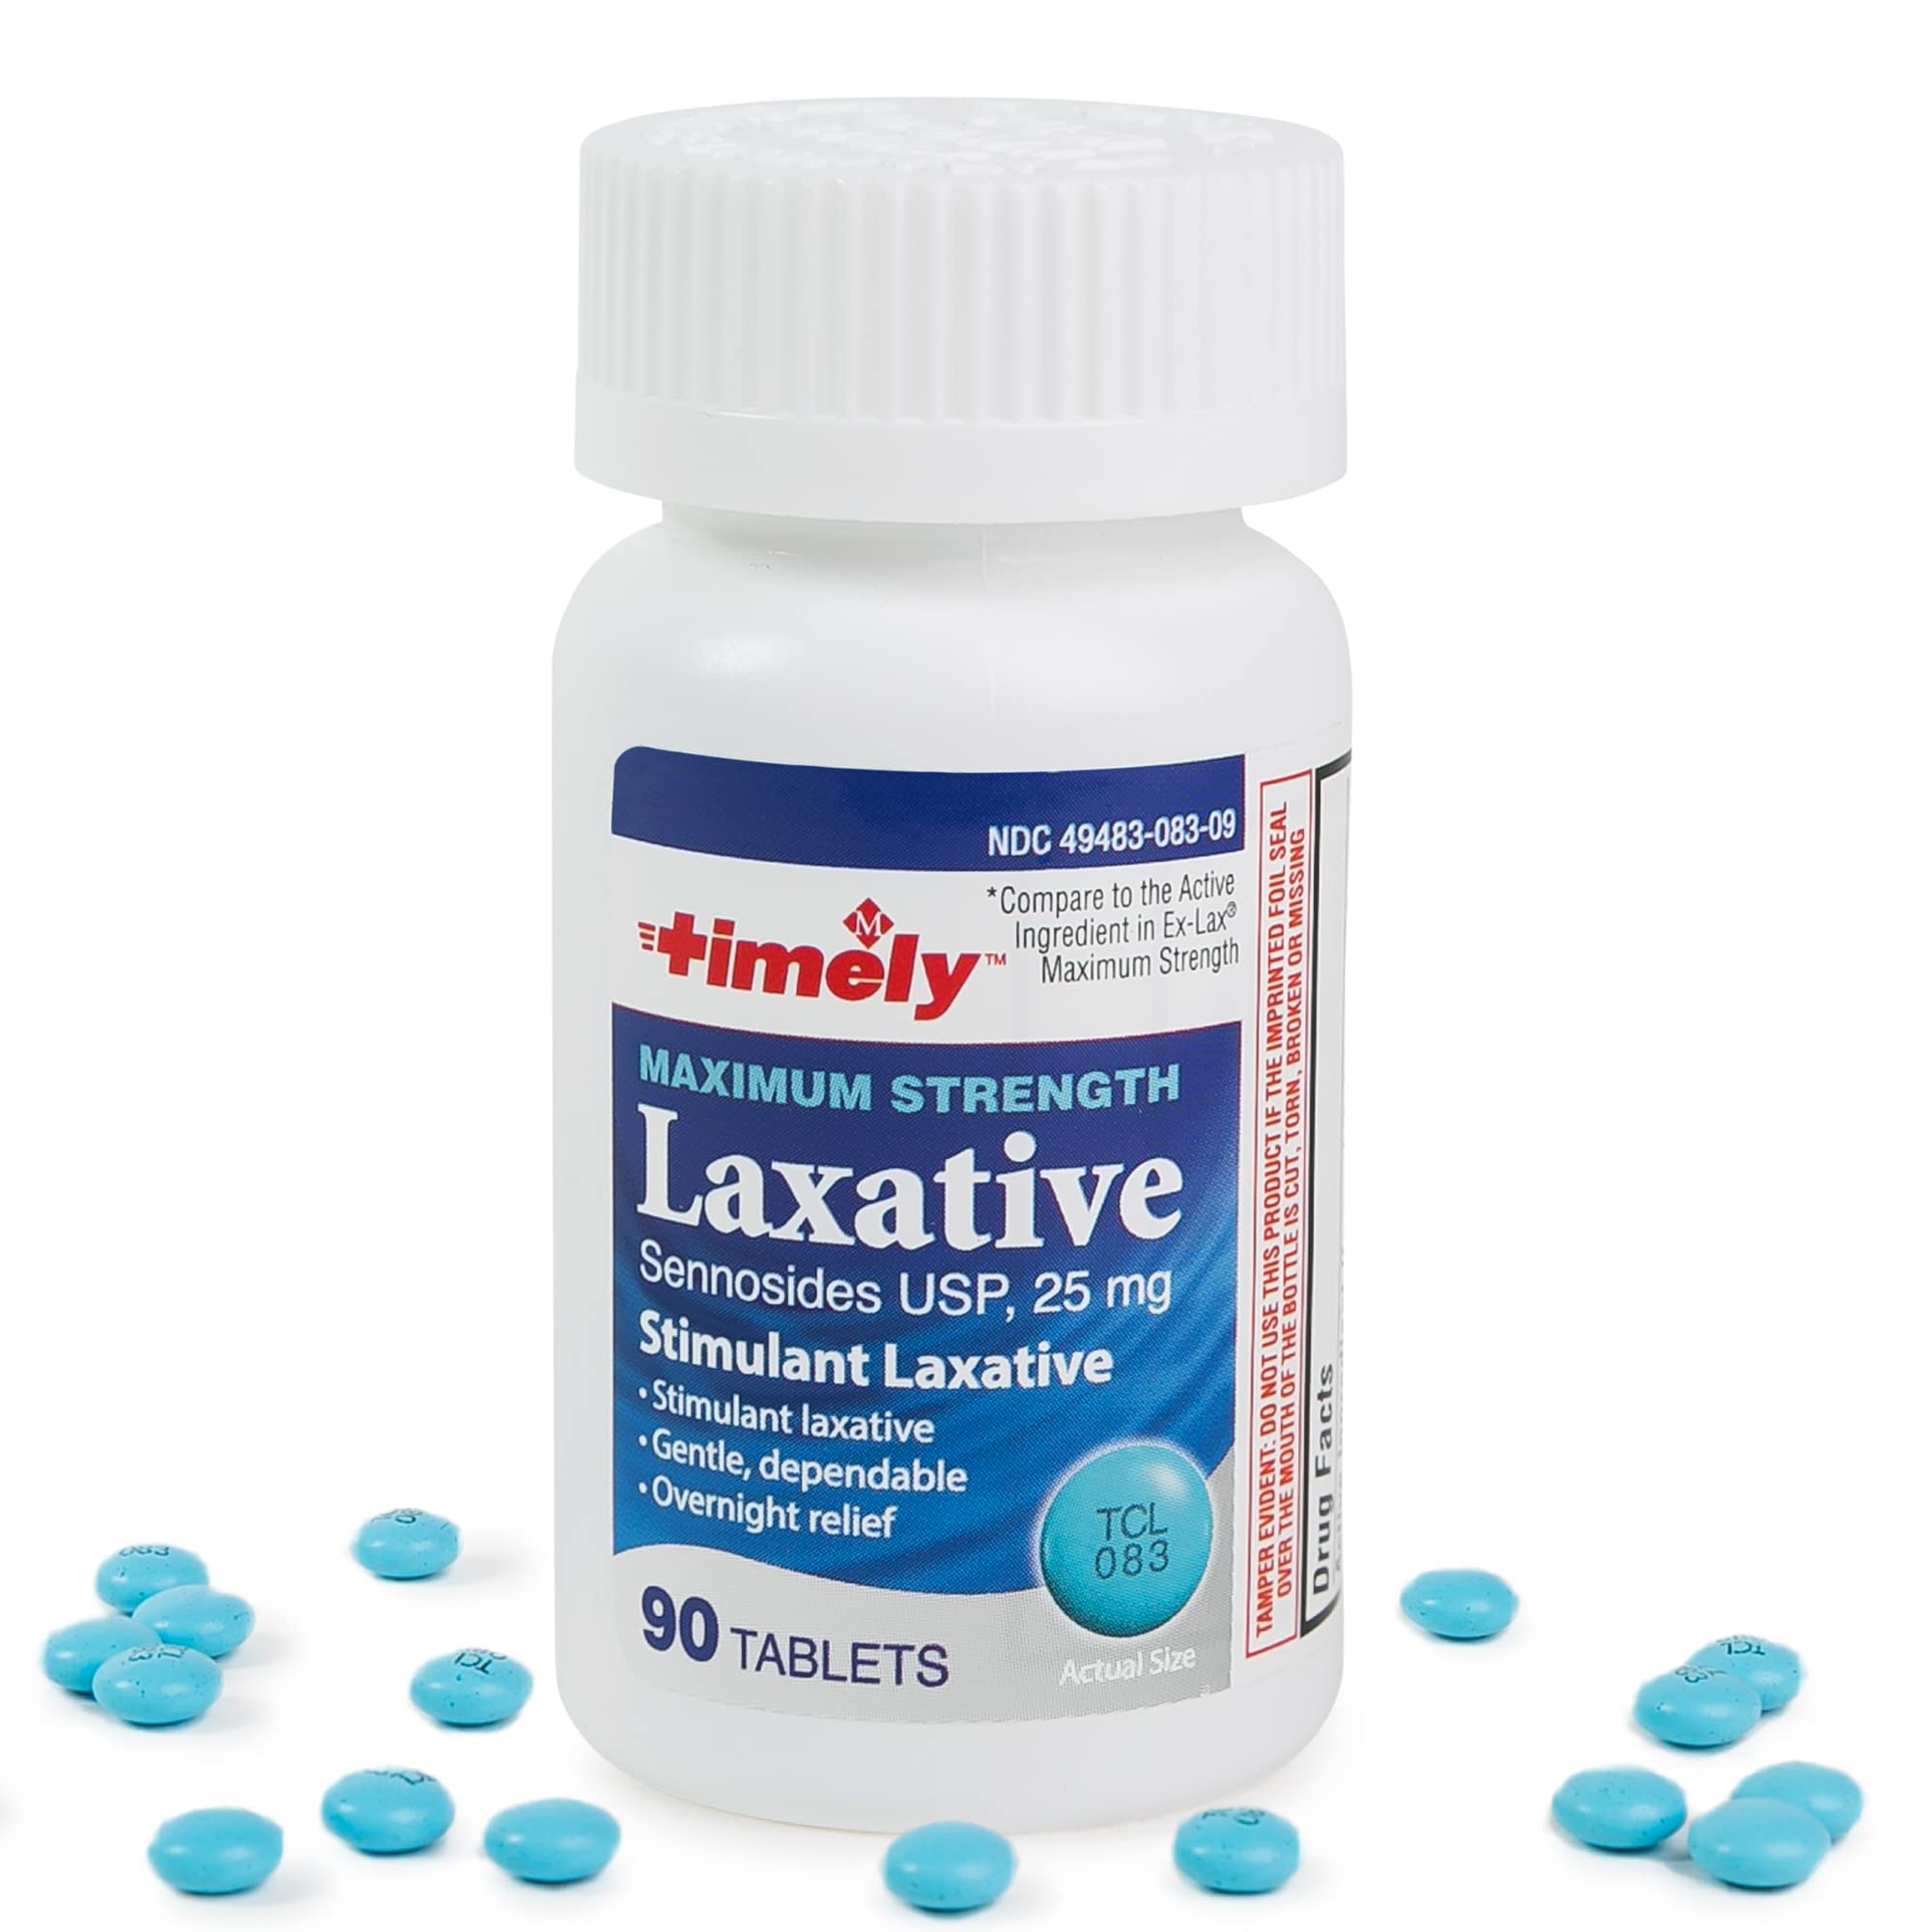 NDC 49483-083-09
*Compare to the Active
Ingredient in Ex-Lax®
Maximum Strength
M
timely™
MAXIMUM STRENGTH
Laxative
Sennosides USP, 25 mg
Stimulant Laxative
• Stimulant laxative
• Gentle, dependable
• Overnight relief
TCL
083
90 TABLETS
Actual Size
TAMPER EVIDENT: DO NOT USE THIS PRODUCT IF THE IMPRINTED FOIL SEAL
OVER THE MOUTH OF THE BOTTLE IS CUT, TORN, BROKEN OR MISSING
Drug Facts
TCL
TCL